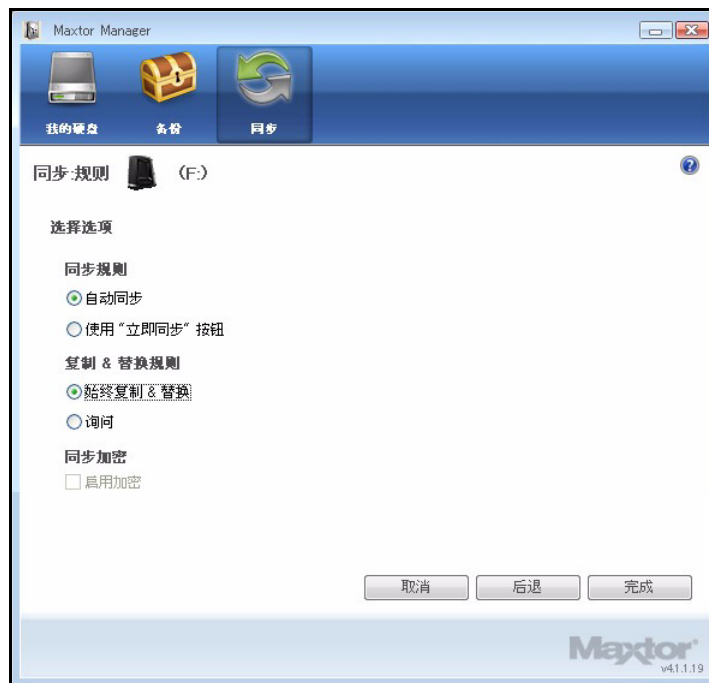 Maxtor Manager
我的硬盘 备份 同步
同步:规则 (F:)
选择选项
同步规则
自动同步
使用 “立即同步” 按钮
复制 & 替换规则
始终复制 & 替换
询问
同步加密
启用加密
取消 后退 完成
Maxtor
v4.1.1.19